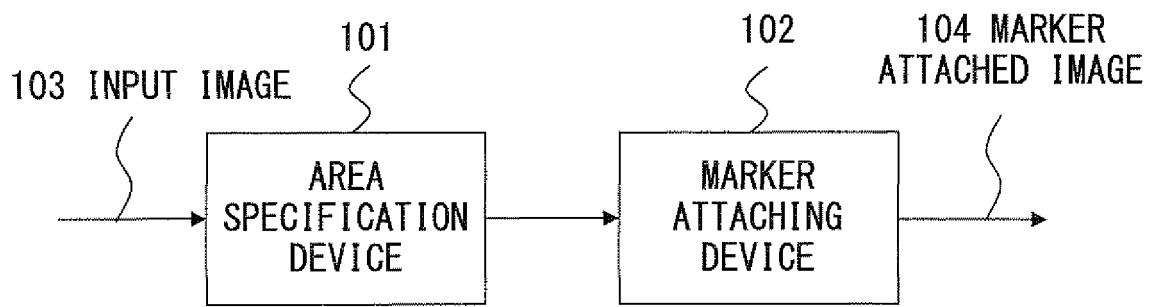 101
102
104 MARKER
ATTACHED IMAGE
103 INPUT IMAGE
AREA
SPECIFICATION
DEVICE
MARKER
ATTACHING
DEVICE